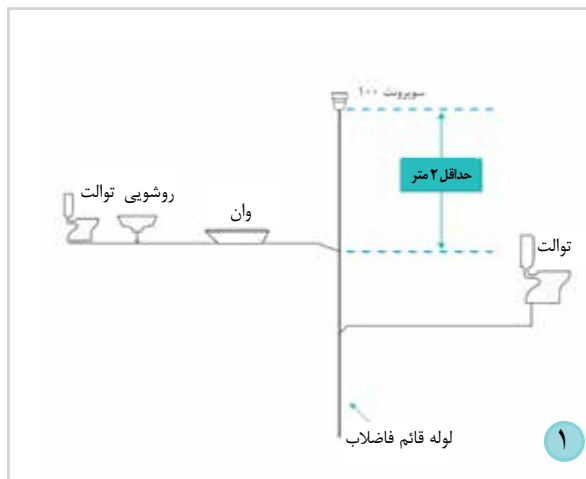 سوپرونت ۱۰۰
حداقل ۲ متر
توالت
روشویی
وان
توالت
لوله قائم فاضلاب
۱